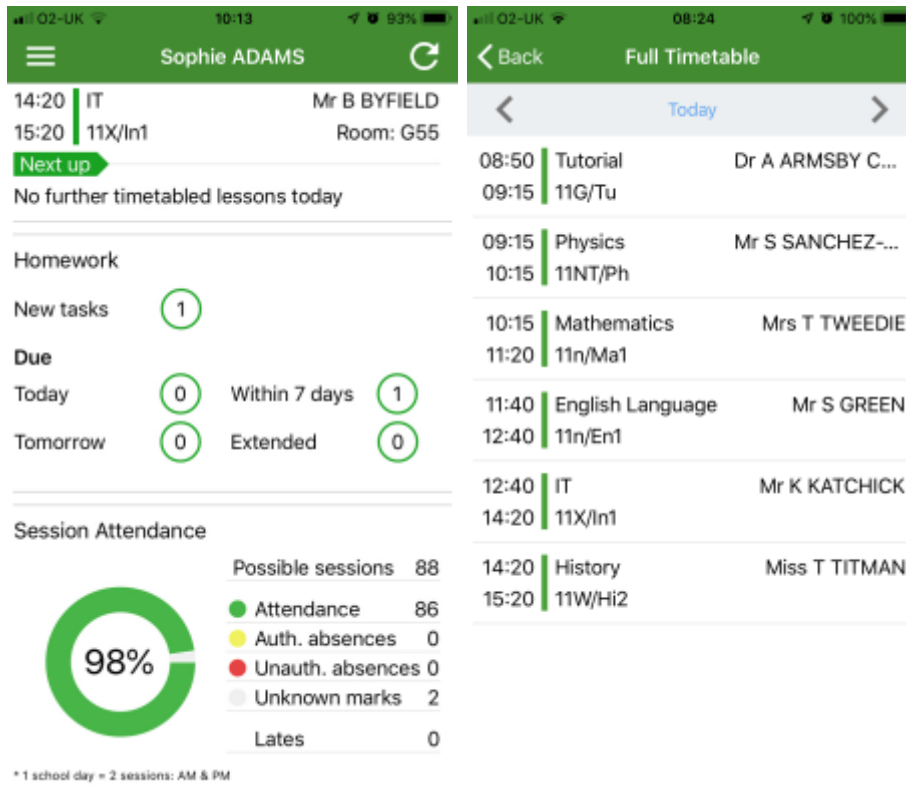 O2-UK 10:13 93%
Sophie ADAMS
14:20 IT Mr B BYFIELD
15:20 11X/In1 Room: G55
Next up
No further timetabled lessons today
Homework
New tasks 1
Due
Today 0 Within 7 days 1
Tomorrow 0 Extended 0
Session Attendance
98%
Possible sessions 88
Attendance 86
Auth. absences 0
Unauth. absences 0
Unknown marks 2
Lates 0
* 1 school day = 2 sessions: AM & PM
O2-UK 08:24 100%
Back Full Timetable
Today
08:50 Tutorial Dr A ARMSBY C...
09:15 11G/Tu
09:15 Physics Mr S SANCHEZ-...
10:15 11NT/Ph
10:15 Mathematics Mrs T TWEEDIE
11:20 11n/Ma1
11:40 English Language Mr S GREEN
12:40 11n/En1
12:40 IT Mr K KATCHICK
14:20 11X/In1
14:20 History Miss T TITMAN
15:20 11W/Hi2